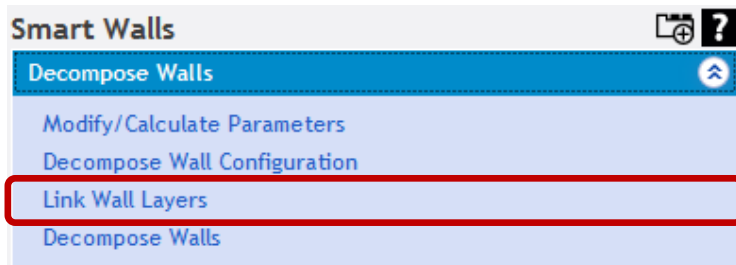 Smart Walls ?
Decompose Walls
Modify/Calculate Parameters
Decompose Wall Configuration
Link Wall Layers
Decompose Walls